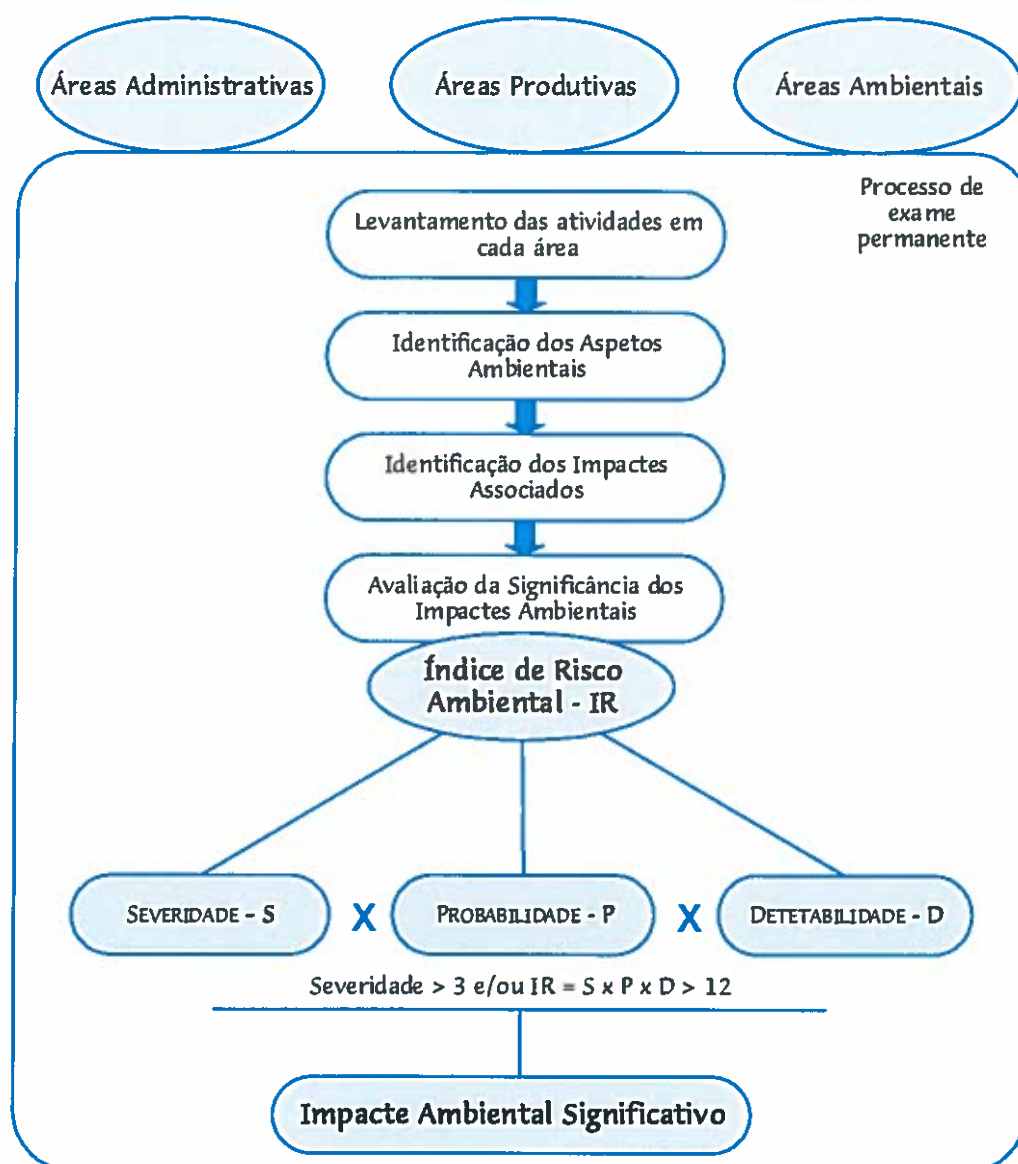 Áreas Administrativas
Áreas Produtivas
Áreas Ambientais
Processo de
exame
permanente
Levantamento das atividades em
cada área
Identificação dos Aspetos
Ambientais
Identificação dos Impactes
Associados
Avaliação da Significância dos
Impactes Ambientais
Índice de Risco
Ambiental - IR
SEVERIDADE - S
X
PROBABILIDADE - P
X
DETETABILIDADE - D
Severidade > 3 e/ou IR = S x P x D > 12
Impacte Ambiental Significativo